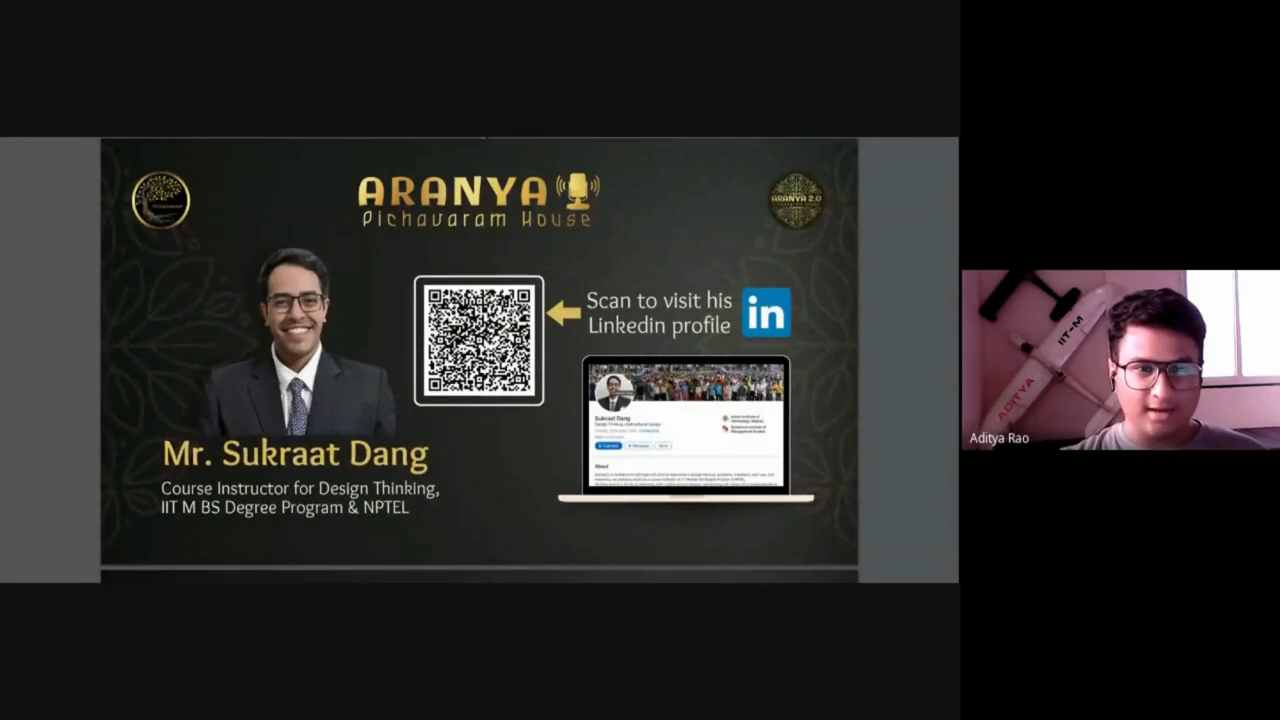 ARANYA
Pichavaram House
ARANYA 2.0
Scan to visit his
Linkedin profile
in
Mr. Sukraat Dang
Course Instructor for Design Thinking,
IIT M BS Degree Program & NPTEL
Sukraat Dang
About
IIT-M
ADITYA
Aditya Rao